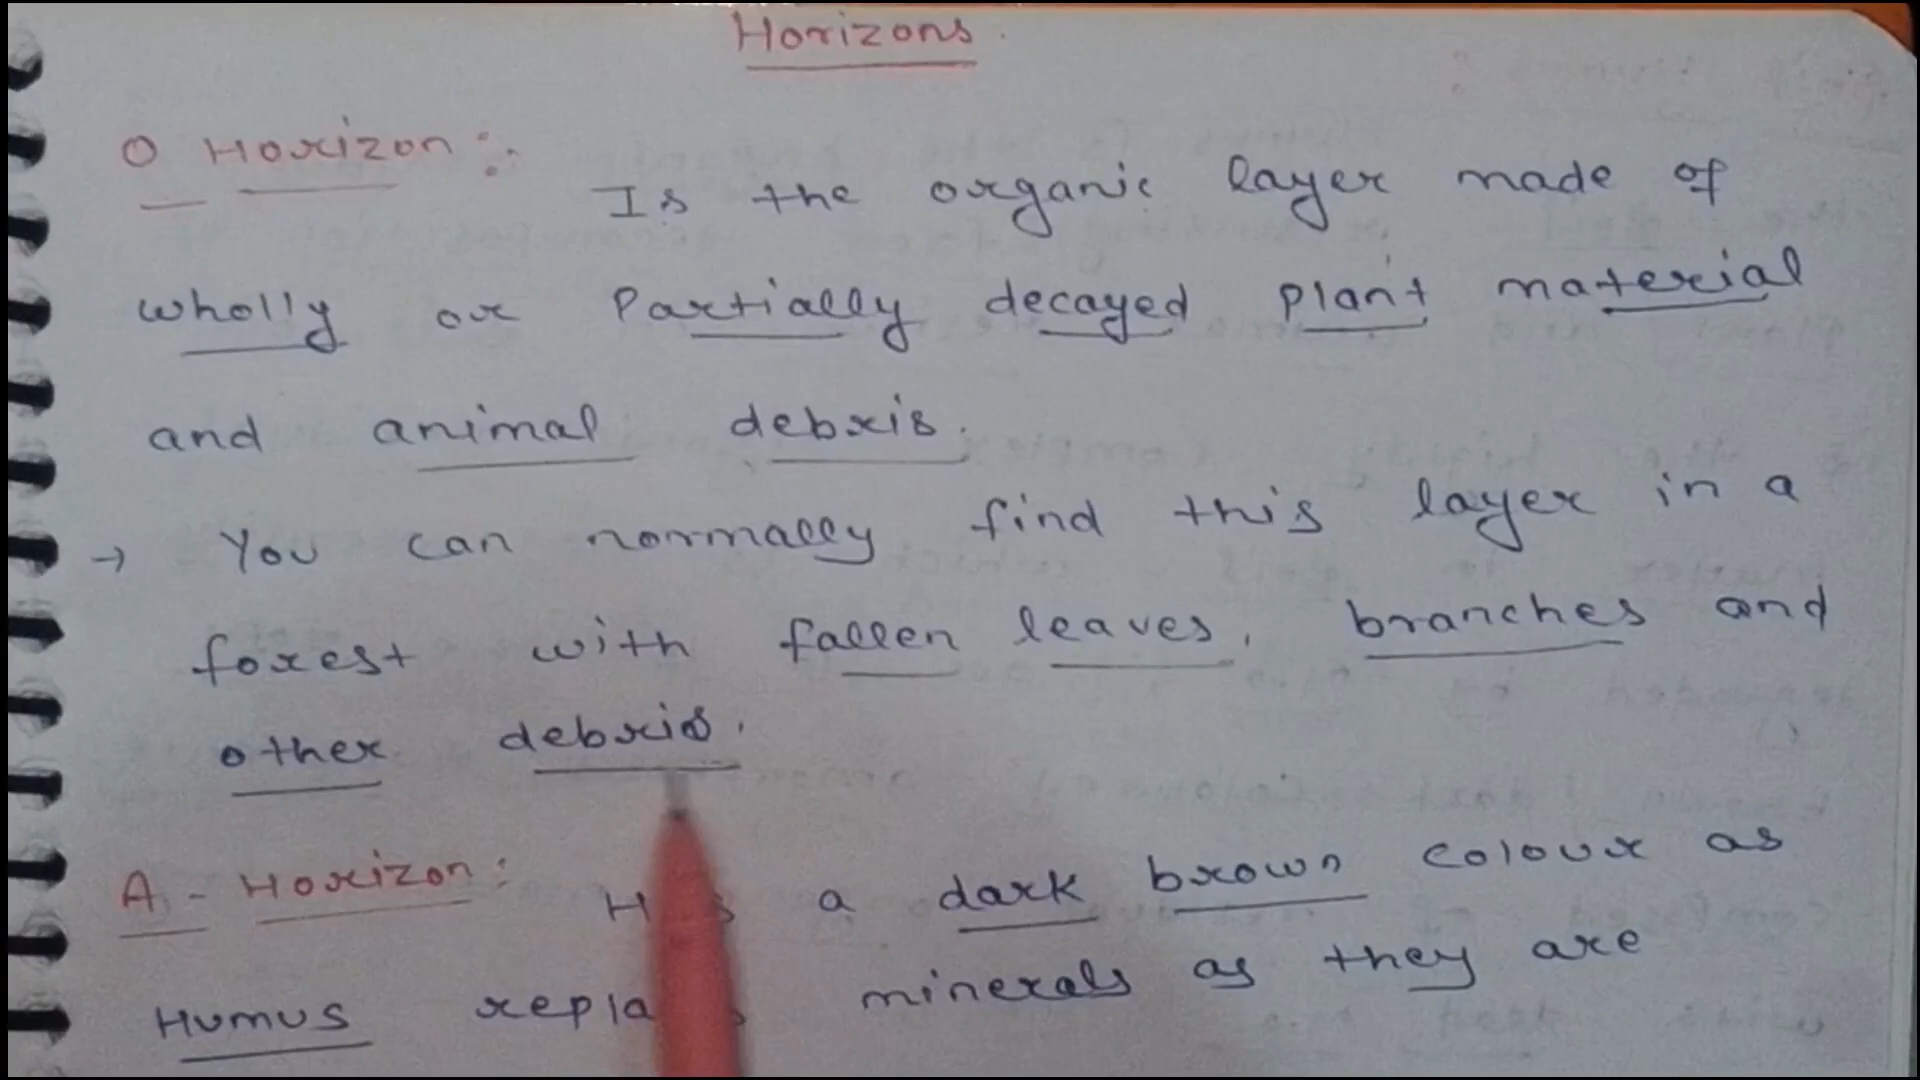 Horizons.
O Horizon :. Is the organic layer made of
wholly or Partially decayed plant material
and animal debris.
→ You can normally find this layer in a
forest with fallen leaves, branches and
other debris.
A - Horizon: a dark brown colour as
Humus minerals as they are